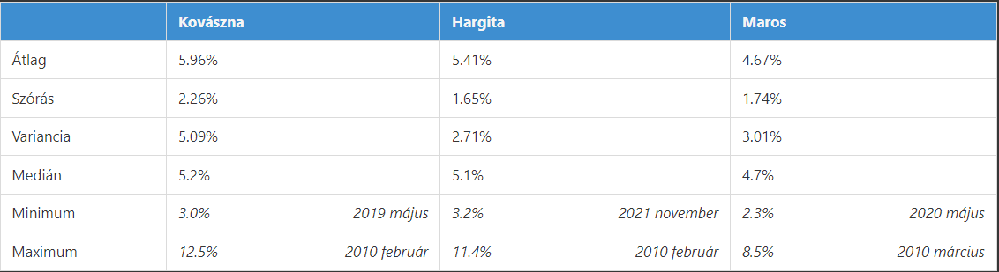 Kovászna Hargita Maros
Átlag 5.96% 5.41% 4.67%
Szórás 2.26% 1.65% 1.74%
Variancia 5.09% 2.71% 3.01%
Medián 5.2% 5.1% 4.7%
Minimum 3.0% 2019 május 3.2% 2021 november 2.3% 2020 május
Maximum 12.5% 2010 február 11.4% 2010 február 8.5% 2010 március